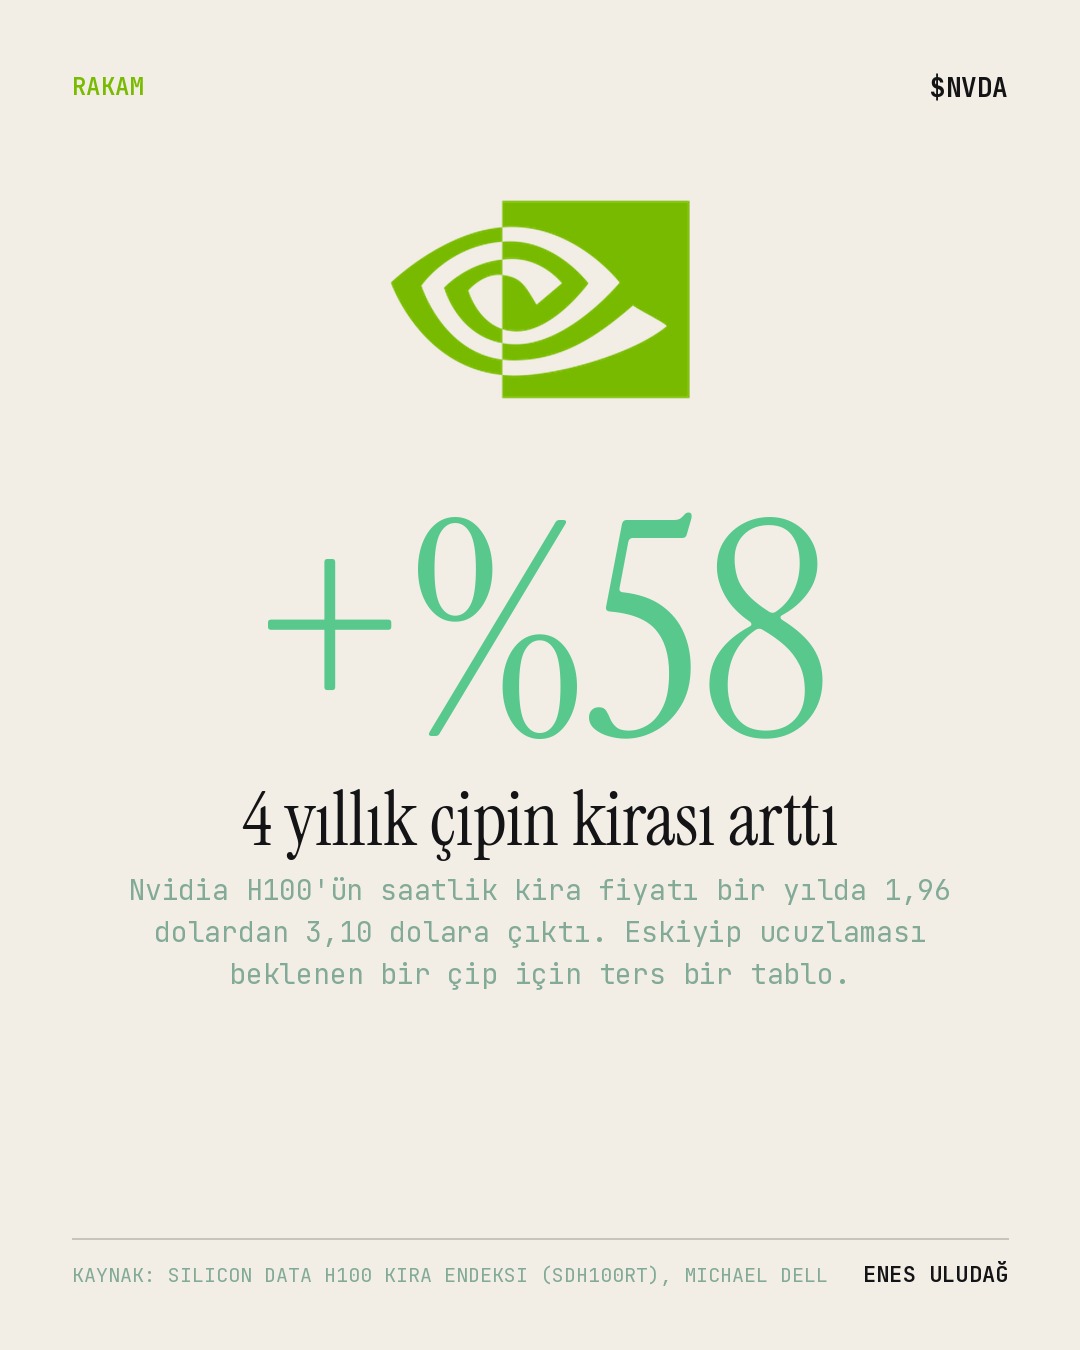 RAKAM
$NVDA
+%58
4 yıllık çipin kirası arttı
Nvidia H100'ün saatlik kira fiyatı bir yılda 1,96
dolardan 3,10 dolara çıktı. Eskiyip ucuzlaması
beklenen bir çip için ters bir tablo.
KAYNAK: SILICON DATA H100 KIRA ENDEKSI (SDH100RT), MICHAEL DELL
ENES ULUDAĞ